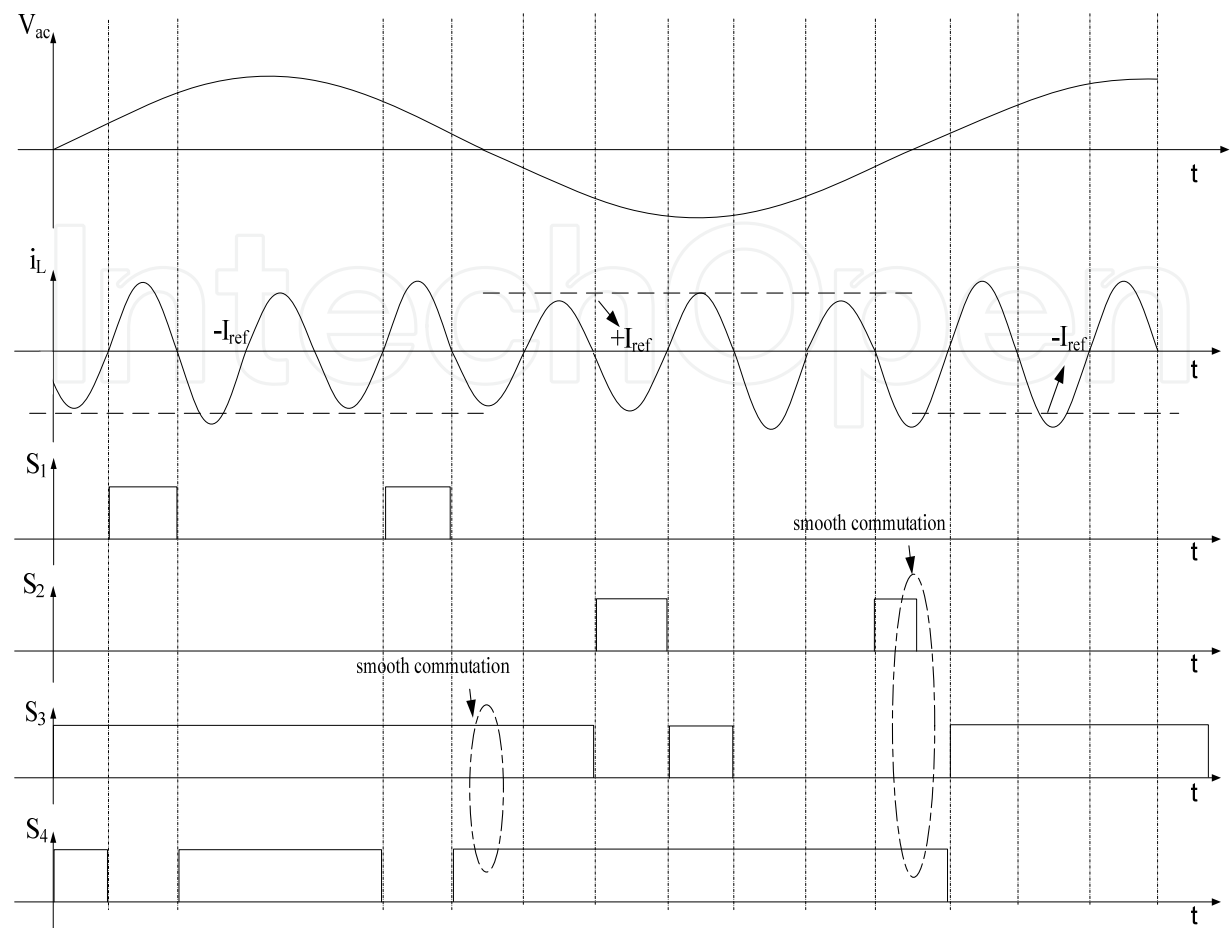 Vac
t
IntechOpen
iL
-Iref
+Iref
-Iref
t
S1
t
smooth commutation
S2
t
smooth commutation
S3
t
S4
t